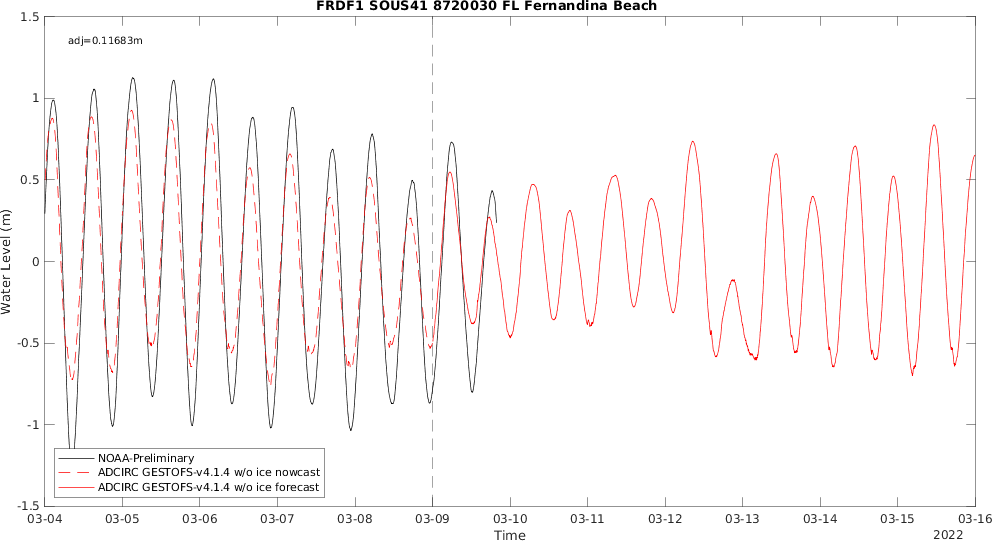 FRDF1 SOUS41 8720030 FL Fernandina Beach
1.5
adj=0.11683m
1
0.5
0
-0.5
-1
-1.5
Water Level (m)
NOAA-Preliminary
ADCIRC GESTOFS-v4.1.4 w/o ice nowcast
ADCIRC GESTOFS-v4.1.4 w/o ice forecast
03-04 03-05 03-06 03-07 03-08 03-09 03-10 03-11 03-12 03-13 03-14 03-15 03-16
Time
2022